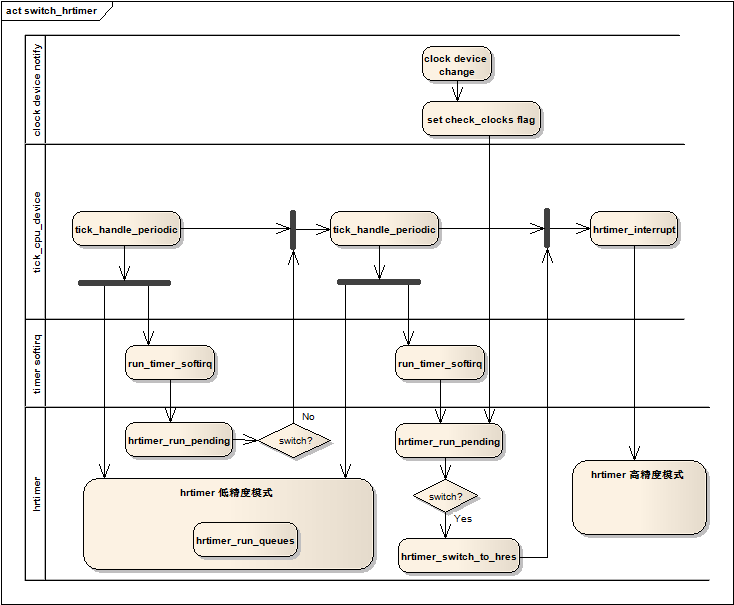 act switch_hrtimer
clock device notify
clock device
change
set check_clocks flag
tick_cpu_device
tick_handle_periodic
tick_handle_periodic
hrtimer_interrupt
timer softirq
run_timer_softirq
run_timer_softirq
hrtimer
hrtimer_run_pending
switch?
No
hrtimer_run_pending
switch?
Yes
hrtimer_switch_to_hres
hrtimer 低精度模式
hrtimer_run_queues
hrtimer 高精度模式